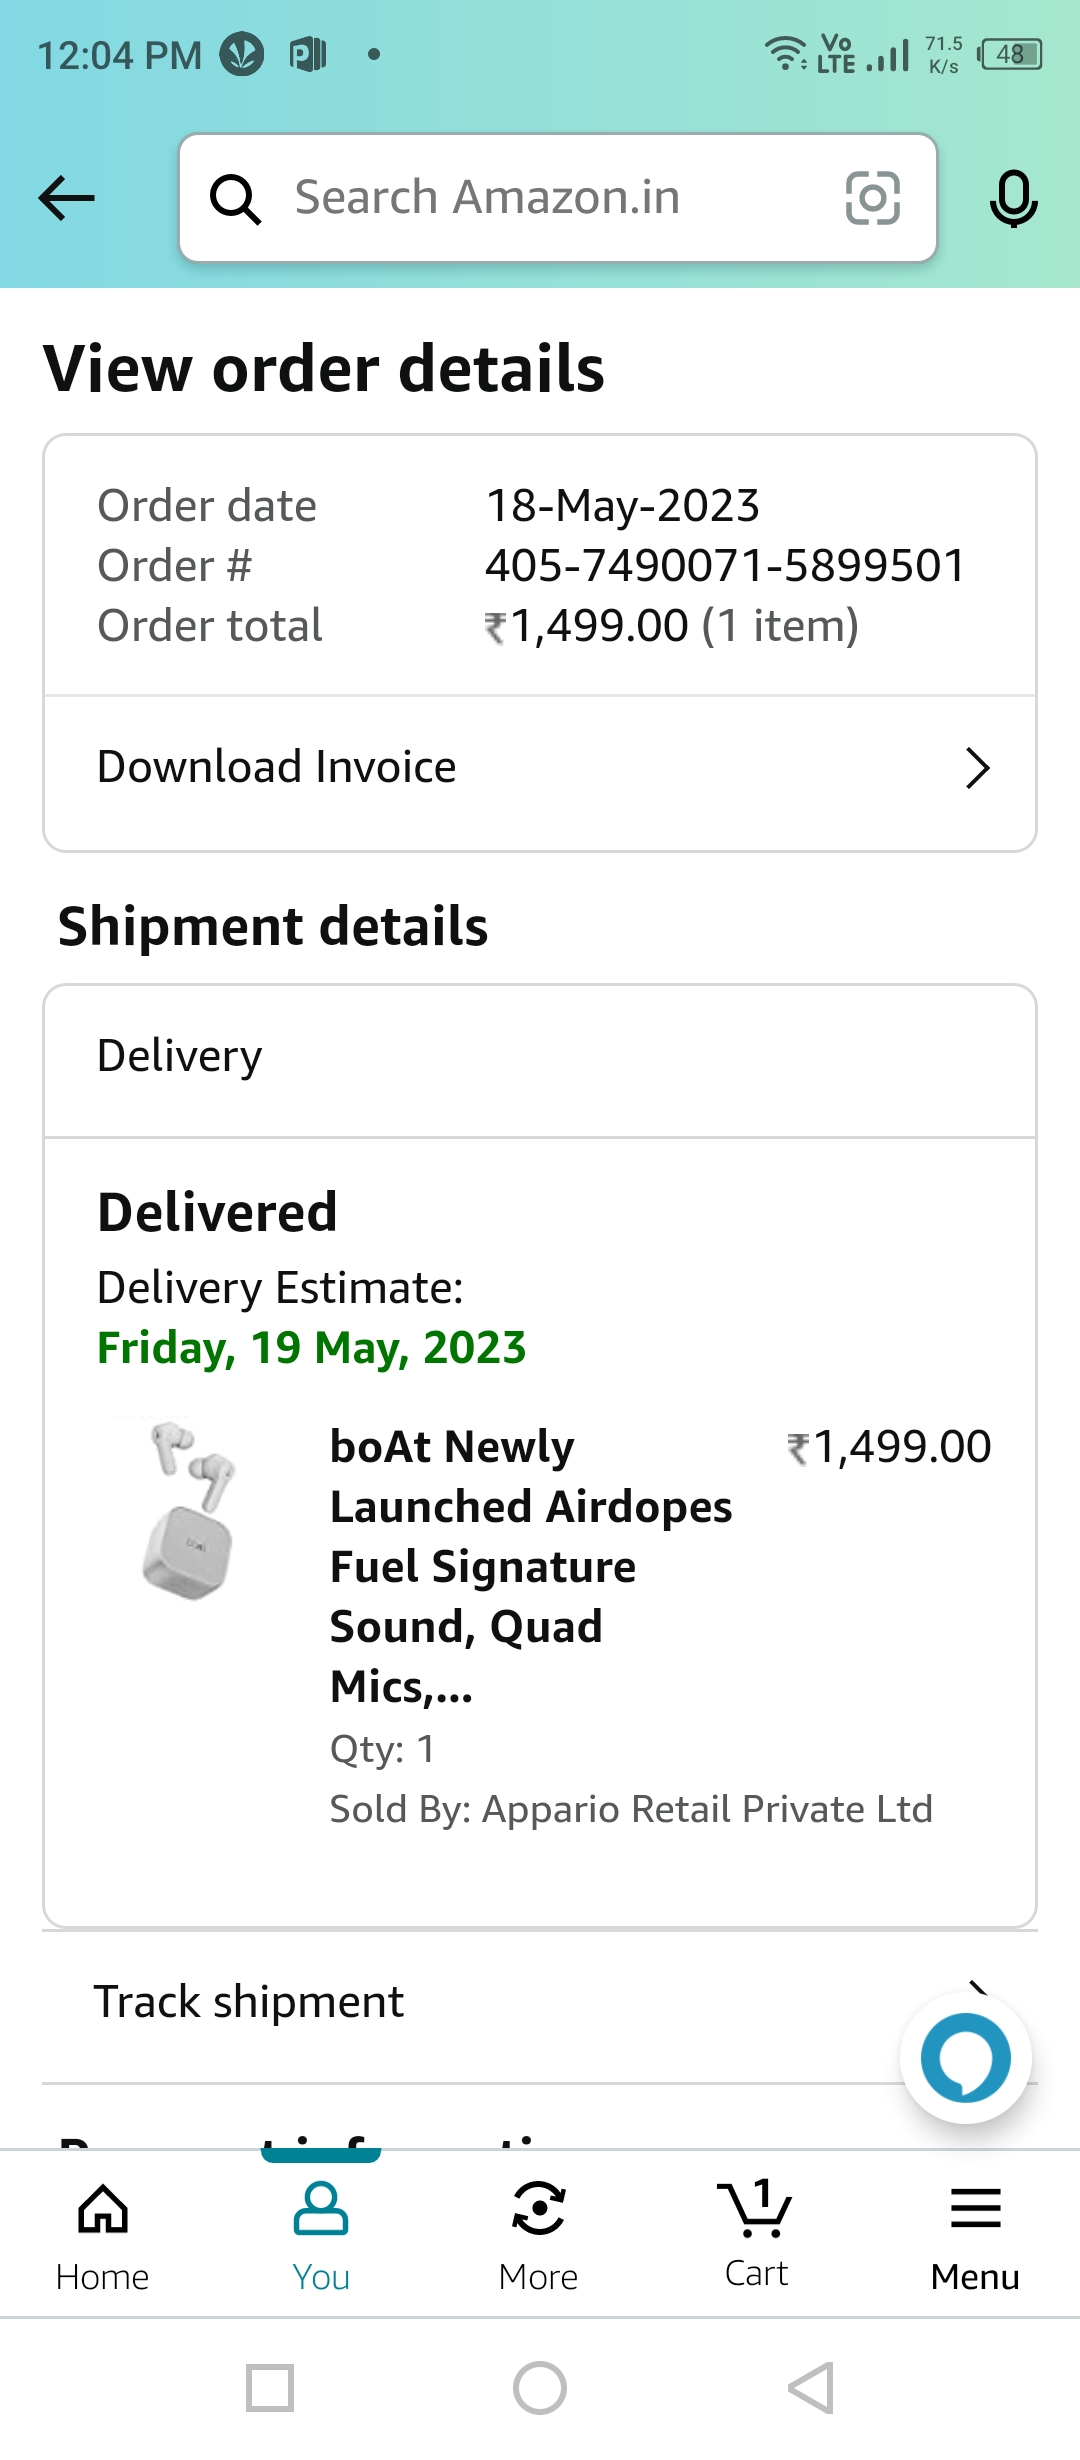 12:04 PM
Vo LTE 71.5 K/s 48
Search Amazon.in
View order details
Order date 18-May-2023
Order # 405-7490071-5899501
Order total ₹1,499.00 (1 item)
Download Invoice
Shipment details
Delivery
Delivered
Delivery Estimate:
Friday, 19 May, 2023
boAt Newly ₹1,499.00
Launched Airdopes
Fuel Signature
Sound, Quad
Mics,...
Qty: 1
Sold By: Appario Retail Private Ltd
Track shipment
1
Home You More Cart Menu